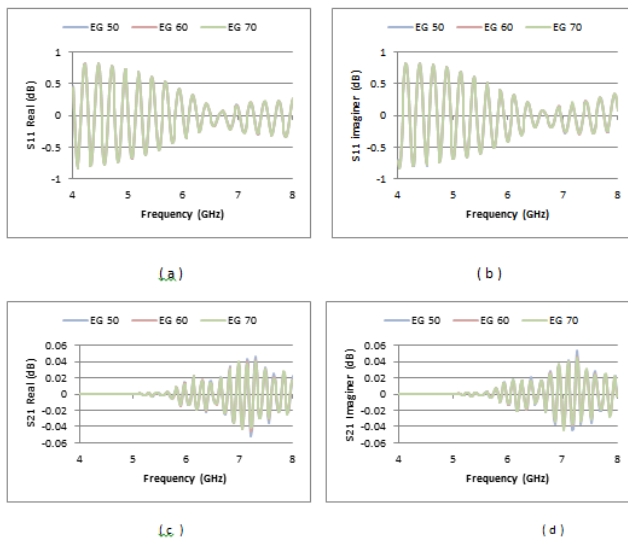 EG 50 EG 60 EG 70
S11 Real (dB)
1
0.5
0
-0.5
-1
4 5 6 7 8
Frequency (GHz)
( a )
EG 50 EG 60 EG 70
S11 imaginer (dB)
1
0.5
0
-0.5
-1
4 5 6 7 8
Frequency (GHz)
( b )
EG 50 EG 60 EG 70
S21 Real (dB)
0.06
0.04
0.02
0
-0.02
-0.04
-0.06
4 5 6 7 8
Frequency (GHz)
( c )
EG 50 EG 60 EG 70
S21 Imaginer (dB)
0.06
0.04
0.02
0
-0.02
-0.04
-0.06
4 5 6 7 8
Frequency (GHz)
( d )